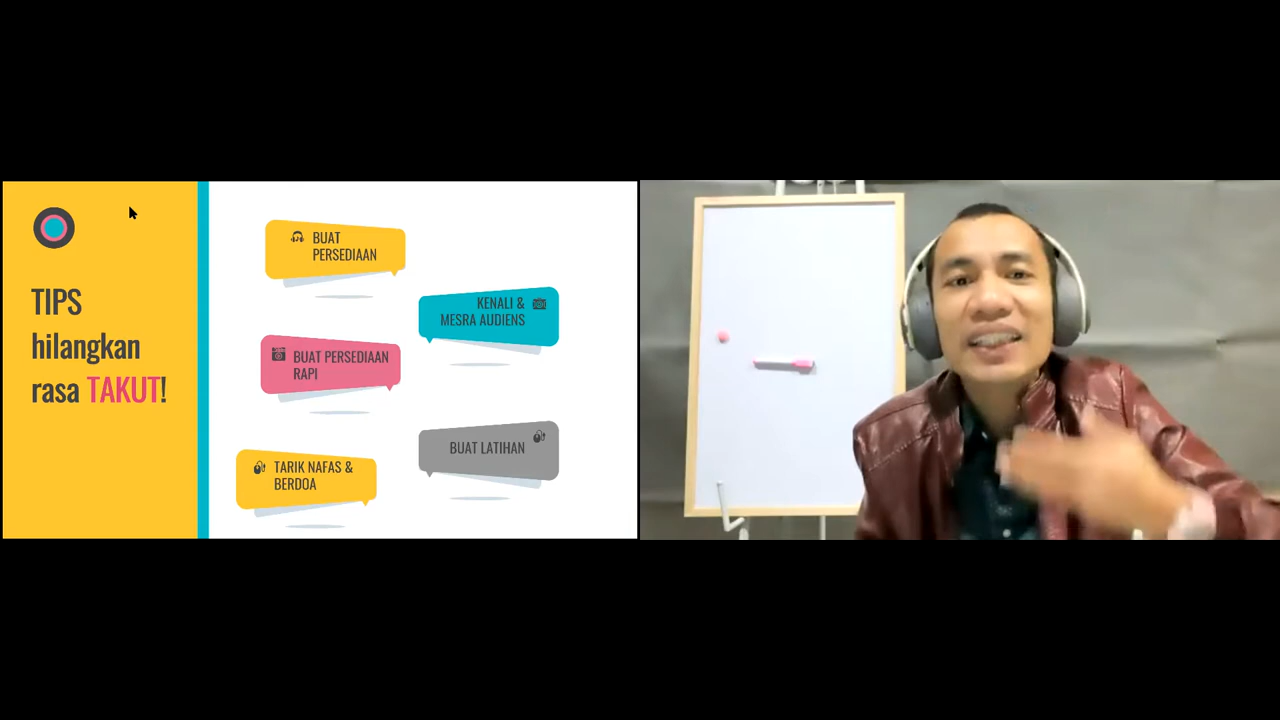 TIPS
hilangkan
rasa TAKUT!
BUAT
PERSEDIAAN
KENALI &
MESRA AUDIENS
BUAT PERSEDIAAN
RAPI
BUAT LATIHAN
TARIK NAFAS &
BERDOA